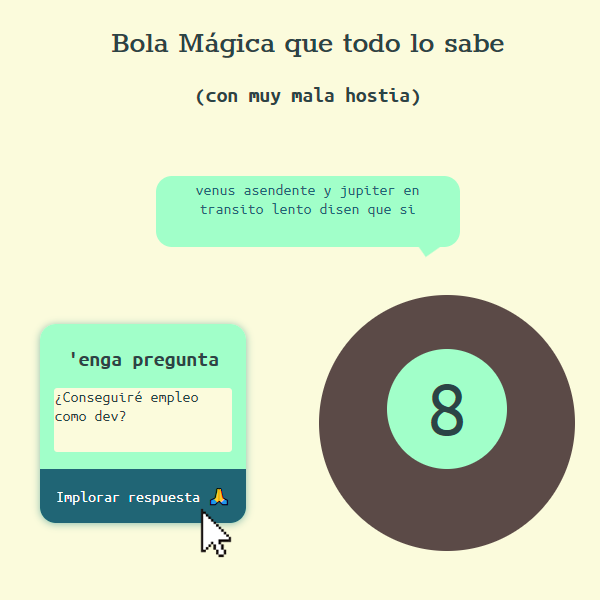 Bola Mágica que todo lo sabe
(con muy mala hostia)
venus asendente y jupiter en
transito lento disen que si
'enga pregunta
¿Conseguiré empleo
como dev?
Implorar respuesta 🙏
8